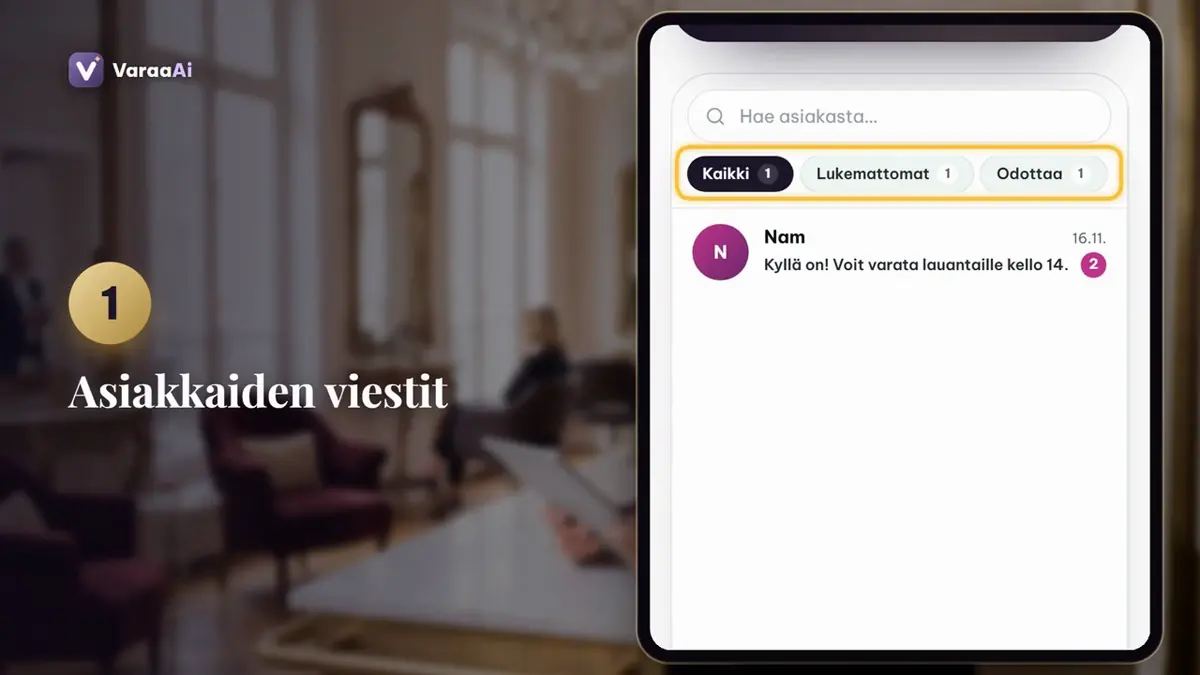 VaraaAi
1
Asiakkaiden viestit
Hae asiakasta...
Kaikki 1 Lukemattomat 1 Odottaa 1
N
Nam 16.11.
Kyllä on! Voit varata lauantaille kello 14. 2